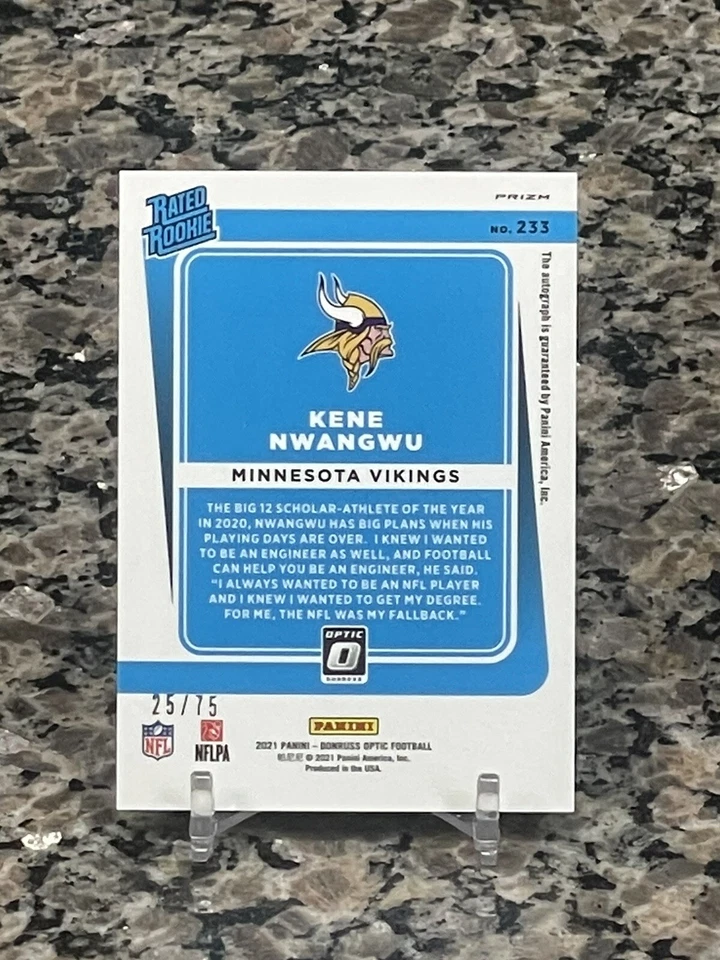 RATED
ROOKIE
PRIZM
NO. 233
The autograph is guaranteed by Panini America, Inc.
KENE
NWANGWU
MINNESOTA VIKINGS
THE BIG 12 SCHOLAR-ATHLETE OF THE YEAR
IN 2020, NWANGWU HAS BIG PLANS WHEN HIS
PLAYING DAYS ARE OVER. I KNEW I WANTED
TO BE AN ENGINEER AS WELL, AND FOOTBALL
CAN HELP YOU BE AN ENGINEER, HE SAID.
"I ALWAYS WANTED TO BE AN NFL PLAYER
AND I KNEW I WANTED TO GET MY DEGREE.
FOR ME, THE NFL WAS MY FALLBACK."
OPTIC
DONRUSS
25/75
NFL
NFLPA
PANINI
2021 PANINI – DONRUSS OPTIC FOOTBALL
© 2021 Panini America, Inc.
Produced in the USA.